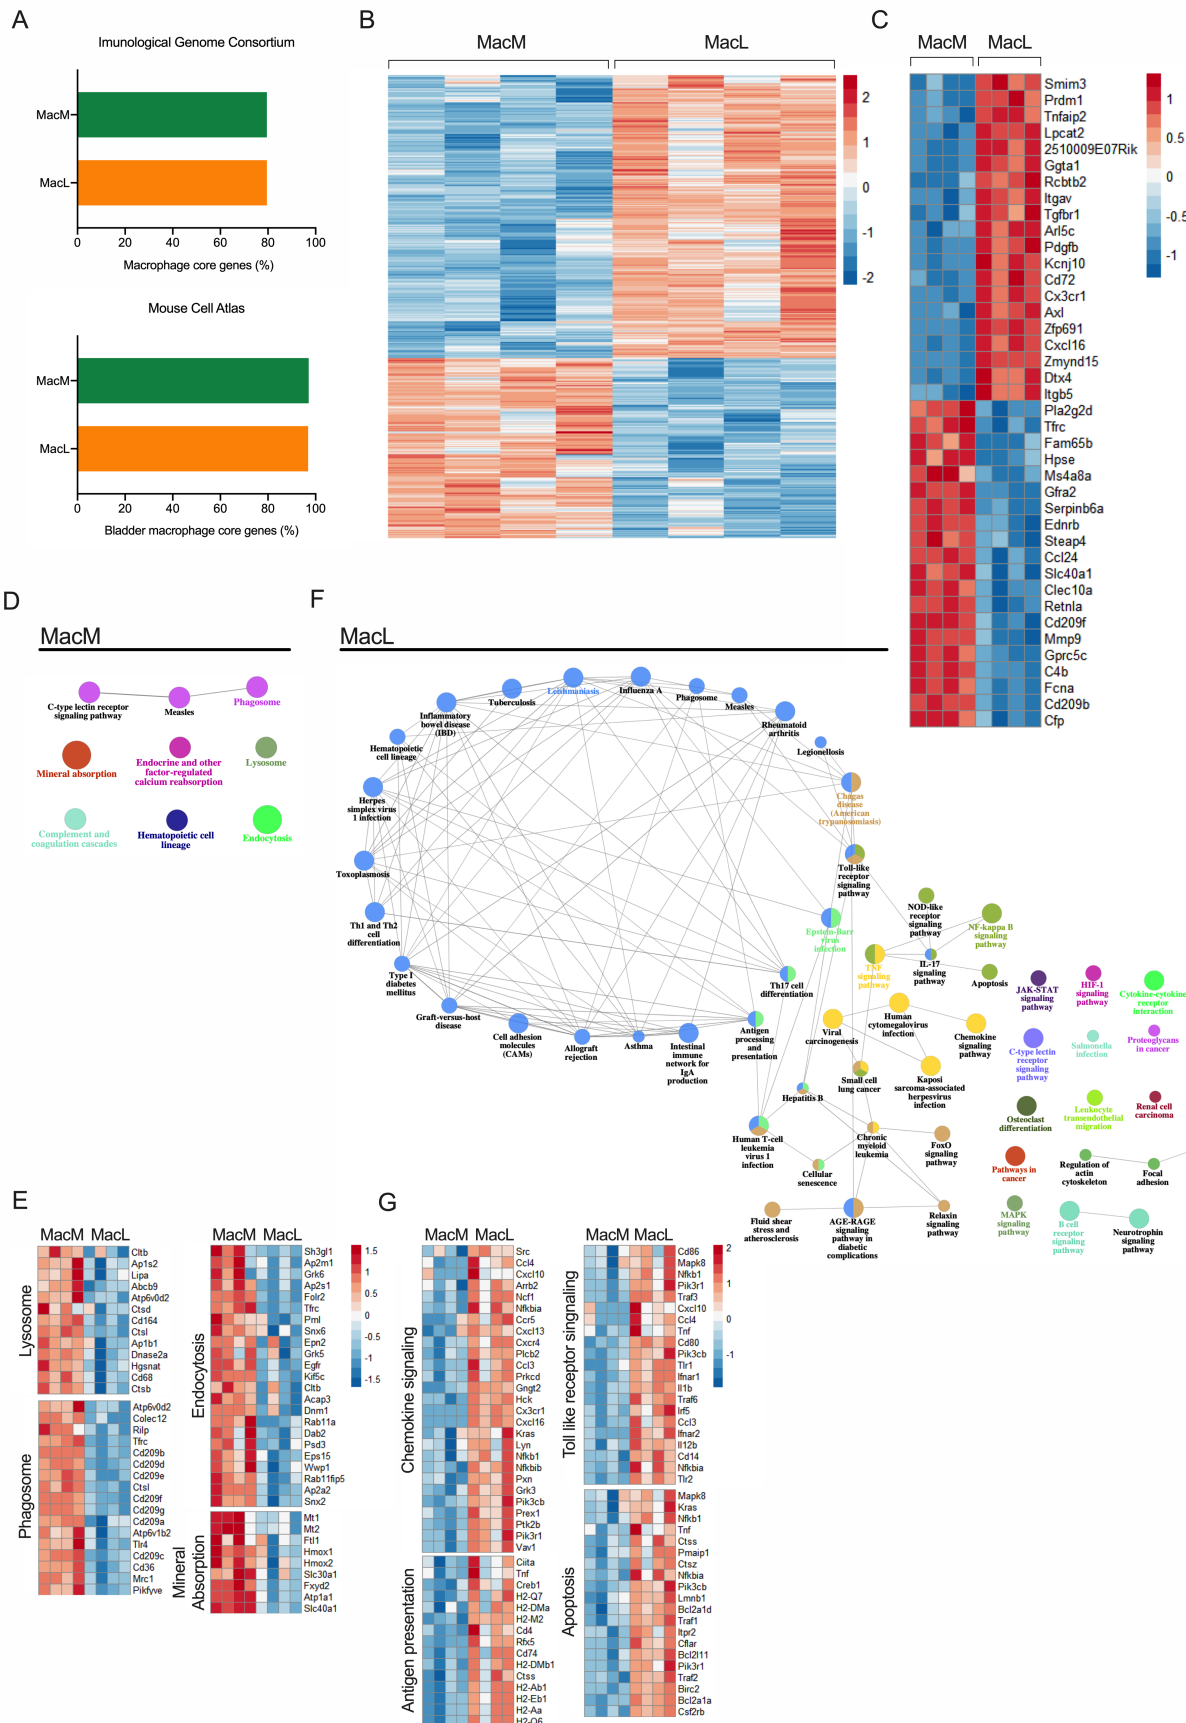 A
Imunological Genome Consortium
MacM
MacL
0 20 40 60 80 100
Macrophage core genes (%)
Mouse Cell Atlas
MacM
MacL
0 20 40 60 80 100
Bladder macrophage core genes (%)
B
MacM MacL
2
1
0
-1
-2
C
MacM MacL
Smim3
Prdm1
Tnfaip2
Lpcat2
2510009E07Rik
Ggta1
Rcbtb2
Itgav
Tgfbr1
Arl5c
Pdgfb
Kcnj10
Cd72
Cx3cr1
Axl
Zfp691
Cxcl16
Zmynd15
Dtx4
Itgb5
Pla2g2d
Tfrc
Fam65b
Hpse
Ms4a8a
Gfra2
Serpinb6a
Ednrb
Steap4
Ccl24
Slc40a1
Clec10a
Retnla
Cd209f
Mmp9
Gprc5c
C4b
Fcna
Cd209b
Cfp
1
0.5
0
-0.5
-1
D
MacM
C-type lectin receptor
signaling pathway
Measles
Phagosome
Mineral absorption
Endocrine and other
factor-regulated
calcium reabsorption
Lysosome
Complement and
coagulation cascades
Hematopoietic cell
lineage
Endocytosis
F
MacL
Leishmaniasis
Influenza A
Phagosome
Measles
Tuberculosis
Inflammatory
bowel disease
(IBD)
Rheumatoid
arthritis
Hematopoietic
cell lineage
Legionellosis
Herpes
simplex virus
1 infection
Chagas
disease
(American
trypanosomiasis)
Toxoplasmosis
Toll-like
receptor
signaling
pathway
Th1 and Th2
cell
differentiation
Epstein-Barr
virus
infection
NOD-like
receptor
signaling
pathway
NF-kappa B
signaling
pathway
TNF
signaling
pathway
IL-17
signaling
pathway
Apoptosis
Type I
diabetes
mellitus
Th17 cell
differentiation
Graft-versus-host
disease
Cell adhesion
molecules
(CAMs)
Allograft
rejection
Asthma
Intestinal
immune
network for
IgA
production
Antigen
processing
and
presentation
Viral
carcinogenesis
Human
cytomegalovirus
infection
Chemokine
signaling
pathway
Small cell
lung cancer
Kaposi
sarcoma-associated
herpesvirus
infection
Hepatitis B
Human T-cell
leukemia
virus 1
infection
Chronic
myeloid
leukemia
FoxO
signaling
pathway
Cellular
senescence
Fluid shear
stress and
atherosclerosis
AGE-RAGE
signaling
pathway in
diabetic
complications
Relaxin
signaling
pathway
JAK-STAT
signaling
pathway
HIF-1
signaling
pathway
Cytokine-cytokine
receptor
interaction
C-type lectin
receptor
signaling
pathway
Salmonella
infection
Proteoglycans
in cancer
Osteoclast
differentiation
Leukocyte
transendothelial
migration
Renal cell
carcinoma
Pathways in
cancer
Regulation of
actin
cytoskeleton
Focal
adhesion
MAPK
signaling
pathway
B cell
receptor
signaling
pathway
Neurotrophin
signaling
pathway
E
MacM MacL
Lysosome
Cltb
Ap1s2
Lipa
Abcb9
Atp6v0d2
Ctsd
Cd164
Ctsl
Ap1b1
Dnase2a
Hgsnat
Cd68
Ctsb
Phagosome
Atp6v0d2
Colec12
Rilp
Tfrc
Cd209b
Cd209d
Cd209e
Ctsl
Cd209f
Cd209g
Cd209a
Atp6v1b2
Tlr4
Cd209c
Cd36
Mrc1
Pikfyve
MacM MacL
Endocytosis
Sh3gl1
Ap2m1
Grk6
Ap2s1
Folr2
Tfrc
Pml
Snx6
Epn2
Grk5
Egfr
Kif5c
Cltb
Acap3
Dnm1
Rab11a
Dab2
Psd3
Eps15
Wwp1
Rab11fip5
Ap2a2
Snx2
1.5
1
0.5
0
-0.5
-1
-1.5
Mineral
Absorption
Mt1
Mt2
Ftl1
Hmox1
Hmox2
Slc30a1
Fxyd2
Atp1a1
Slc40a1
G
MacM MacL
Chemokine signaling
Src
Ccl4
Cxcl10
Arrb2
Ncf1
Nfkbia
Ccr5
Cxcl13
Cxcr4
Plcb2
Ccl3
Prkcd
Gngt2
Hck
Cx3cr1
Cxcl16
Kras
Lyn
Nfkb1
Nfkbib
Pxn
Grk3
Pik3cb
Prex1
Ptk2b
Pik3r1
Vav1
Antigen presentation
Ciita
Tnf
Creb1
H2-Q7
H2-DMa
H2-M2
Cd4
Rfx5
Cd74
H2-DMb1
Ctss
H2-Ab1
H2-Eb1
H2-Aa
H2-O6
MacM MacL
Toll like receptor singnaling
Cd86
Mapk8
Nfkb1
Pik3r1
Traf3
Cxcl10
Ccl4
Tnf
Cd80
Pik3cb
Tlr1
Ifnar1
Il1b
Traf6
Irf5
Ccl3
Ifnar2
Il12b
Cd14
Nfkbia
Tlr2
2
1
0
-1
Apoptosis
Mapk8
Kras
Nfkb1
Tnf
Ctss
Pmaip1
Ctsz
Nfkbia
Pik3cb
Lmnb1
Bcl2a1d
Traf1
Itpr2
Cflar
Bcl2l11
Pik3r1
Traf2
Birc2
Bcl2a1a
Csf2rb